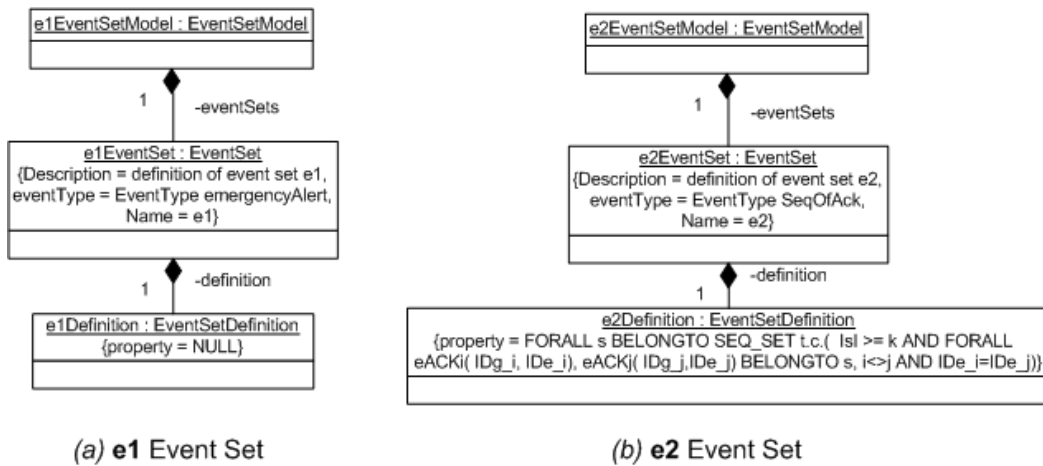 e1EventSetModel : EventSetModel
1
-eventSets
e1EventSet : EventSet
{Description = definition of event set e1,
eventType = EventType emergencyAlert,
Name = e1}
-definition
1
e1Definition : EventSetDefinition
{property = NULL}
(a) e1 Event Set
e2EventSetModel : EventSetModel
1
-eventSets
e2EventSet : EventSet
{Description = definition of event set e2,
eventType = EventType SeqOfAck,
Name = e2}
-definition
1
e2Definition : EventSetDefinition
{property = FORALL s BELONGTO SEQ_SET t.c.( |s| >= k AND FORALL
eACKi( IDg_i, IDe_i), eACKj( IDg_j,IDe_j) BELONGTO s, i<>j AND IDe_i=IDe_j)}
(b) e2 Event Set